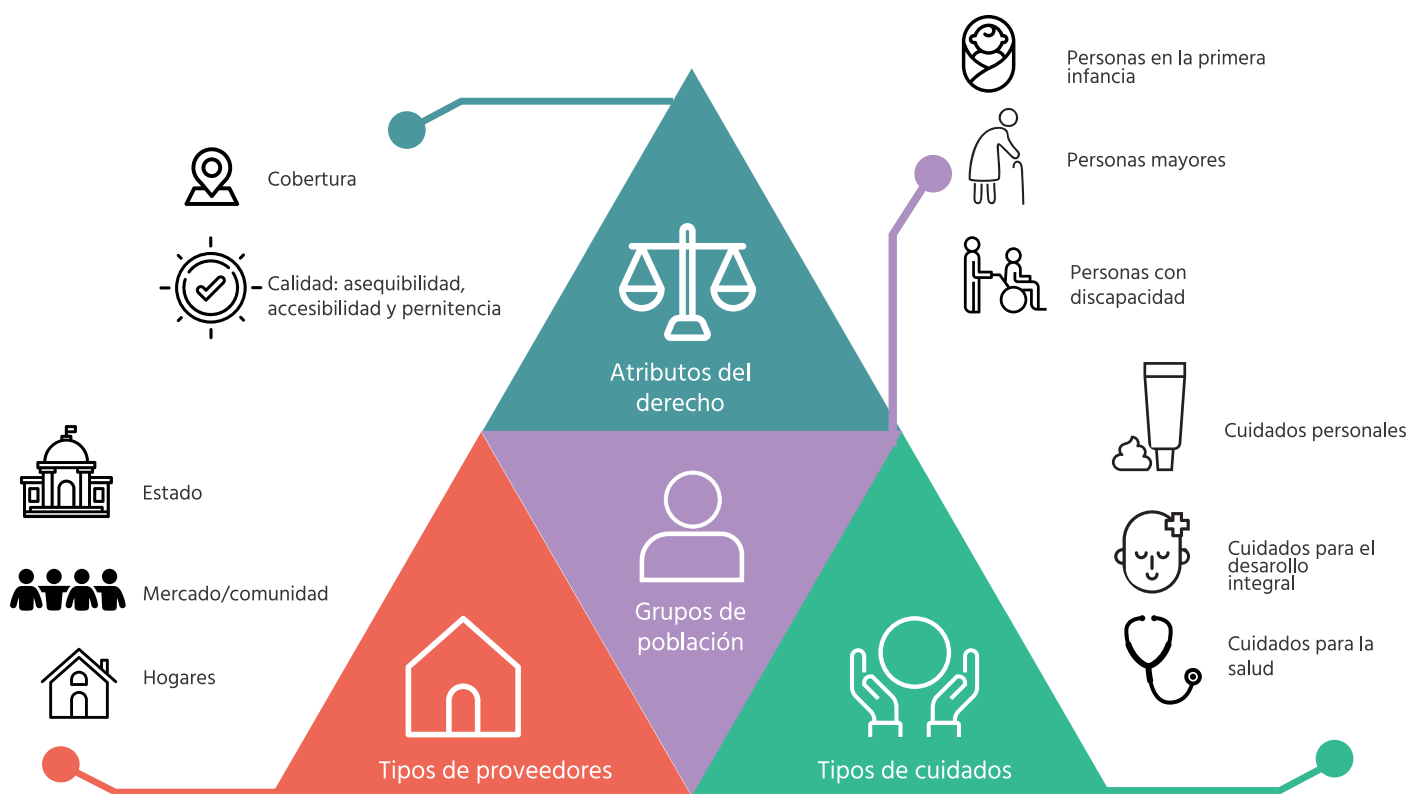 Cobertura
Calidad: asequibilidad,
accesibilidad y pernitencia
Atributos del
derecho
Personas en la primera
infancia
Personas mayores
Personas con
discapacidad
Estado
Mercado/comunidad
Hogares
Tipos de proveedores
Grupos de
población
Tipos de cuidados
Cuidados personales
Cuidados para el
desarollo
integral
Cuidados para la
salud